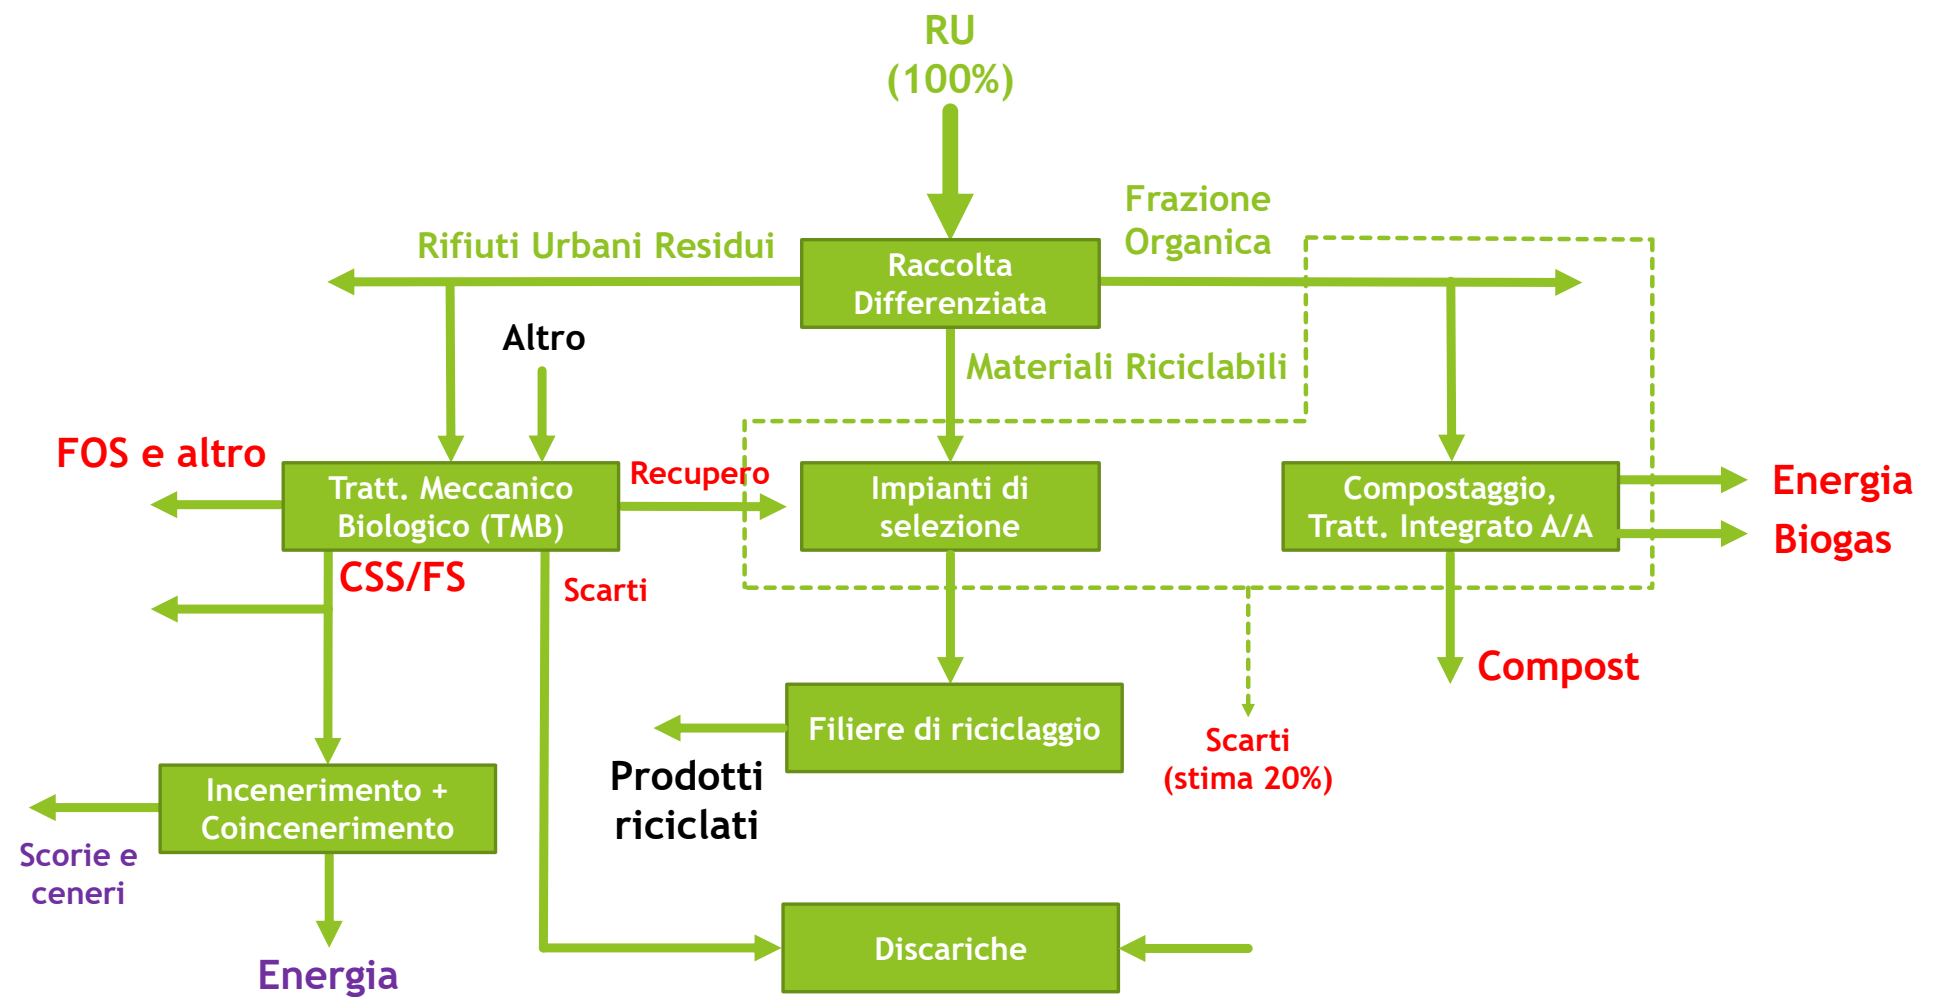 RU
(100%)
Frazione
Organica
Rifiuti Urbani Residui
Raccolta
Differenziata
Altro
Materiali Riciclabili
FOS e altro
Tratt. Meccanico
Biologico (TMB)
Recupero
Impianti di
selezione
Compostaggio,
Tratt. Integrato A/A
Energia
Biogas
CSS/FS
Scarti
Compost
Filiere di riciclaggio
Scarti
(stima 20%)
Prodotti
riciclati
Incenerimento +
Coincenerimento
Scorie e
ceneri
Discariche
Energia